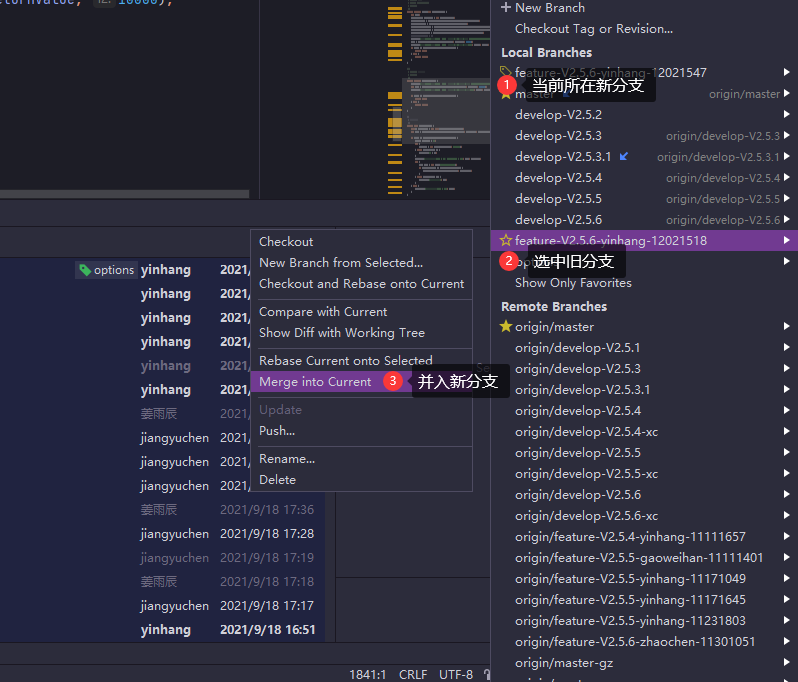 New Branch
Checkout Tag or Revision...
Local Branches
feature-V2.5.6-yinhang-12021547
1 当前所在新分支
master
origin/master
develop-V2.5.2
develop-V2.5.3 origin/develop-V2.5.3
develop-V2.5.3.1 origin/develop-V2.5.3.1
develop-V2.5.4 origin/develop-V2.5.4
develop-V2.5.5 origin/develop-V2.5.5
develop-V2.5.6 origin/develop-V2.5.6
feature-V2.5.6-yinhang-12021518
2 选中旧分支
Show Only Favorites
Remote Branches
origin/master
origin/develop-V2.5.1
origin/develop-V2.5.3
origin/develop-V2.5.3.1
origin/develop-V2.5.4
origin/develop-V2.5.4-xc
origin/develop-V2.5.5
origin/develop-V2.5.5-xc
origin/develop-V2.5.6
origin/develop-V2.5.6-xc
origin/feature-V2.5.4-yinhang-11111657
origin/feature-V2.5.5-gaoweihan-11111401
origin/feature-V2.5.5-yinhang-11171049
origin/feature-V2.5.5-yinhang-11171645
origin/feature-V2.5.5-yinhang-11231803
origin/feature-V2.5.6-zhaochen-11301051
origin/master-gz
Checkout
New Branch from Selected...
Checkout and Rebase onto Current
Compare with Current
Show Diff with Working Tree
Rebase Current onto Selected
Merge into Current 3 并入新分支
Update
Push...
Rename...
Delete
options yinhang 2021/
yinhang 2021/
yinhang 2021/
yinhang 2021/
yinhang 2021/
yinhang 2021/
姜雨辰 2021/
jiangyuchen 2021/
jiangyuchen 2021/
jiangyuchen 2021/
姜雨辰 2021/9/18 17:36
jiangyuchen 2021/9/18 17:28
jiangyuchen 2021/9/18 17:19
姜雨辰 2021/9/18 17:18
jiangyuchen 2021/9/18 17:17
yinhang 2021/9/18 16:51
1841:1 CRLF UTF-8